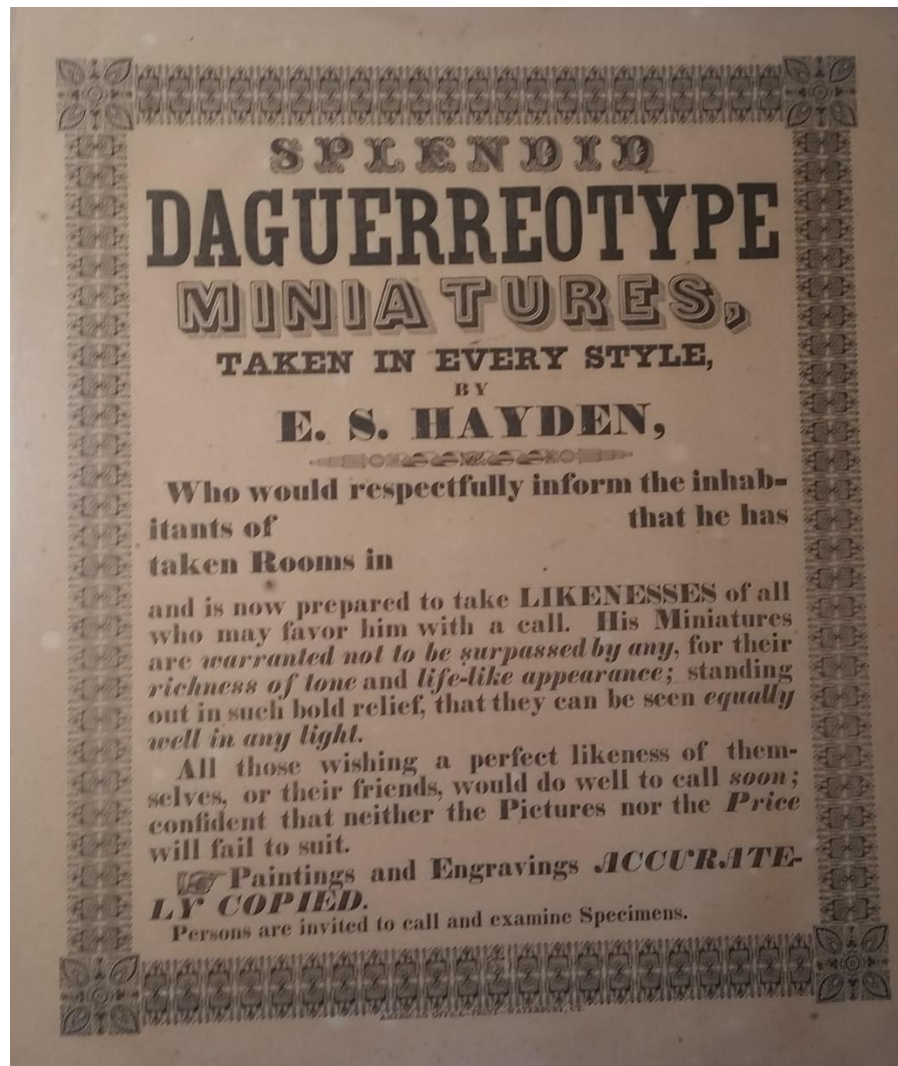 SPLENDID
DAGUERREOTYPE
MINIATURES,
TAKEN IN EVERY STYLE,
BY
E. S. HAYDEN,
Who would respectfully inform the inhab-
itants of that he has
taken Rooms in
and is now prepared to take LIKENESSES of all
who may favor him with a call. His Miniatures
are warranted not to be surpassed by any, for their
richness of tone and life-like appearance; standing
out in such bold relief, that they can be seen equally
well in any light.
All those wishing a perfect likeness of them-
selves, or their friends, would do well to call soon;
confident that neither the Pictures nor the Price
will fail to suit.
Paintings and Engravings ACCURATE-
LY COPIED.
Persons are invited to call and examine Specimens.
OFFICE, PRINT. WATERBURY, CT.